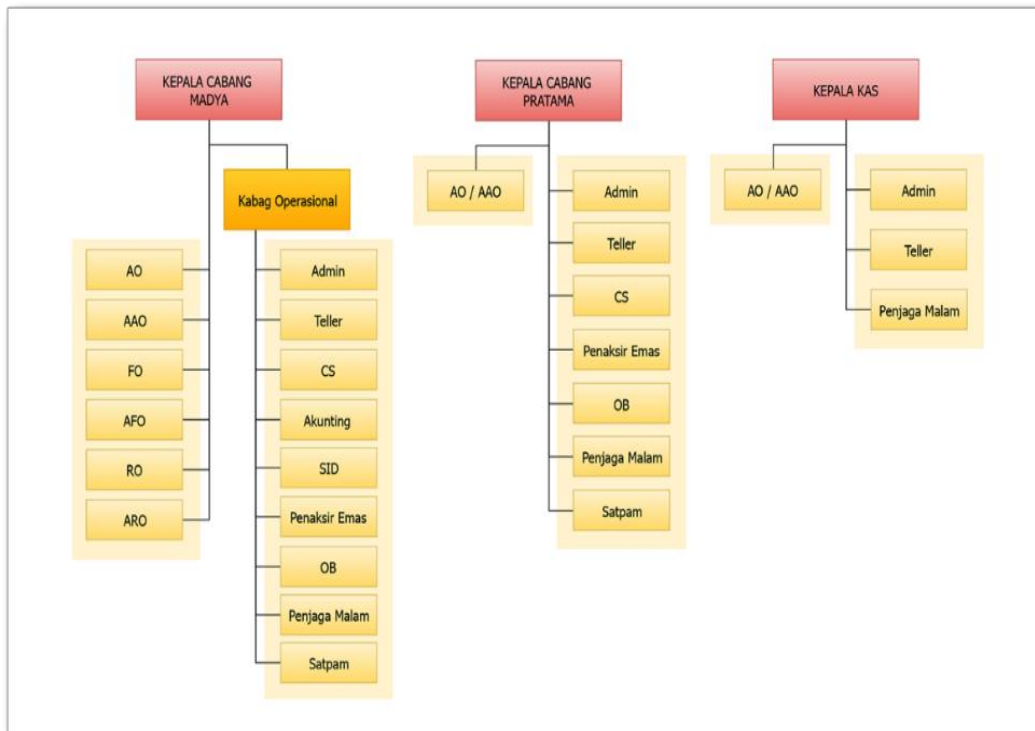 KEPALA CABANG
MADYA
Kabag Operasional
AO
AAO
FO
AFO
RO
ARO
Admin
Teller
CS
Akunting
SID
Penaksir Emas
OB
Penjaga Malam
Satpam
KEPALA CABANG
PRATAMA
AO / AAO
Admin
Teller
CS
Penaksir Emas
OB
Penjaga Malam
Satpam
KEPALA KAS
AO / AAO
Admin
Teller
Penjaga Malam